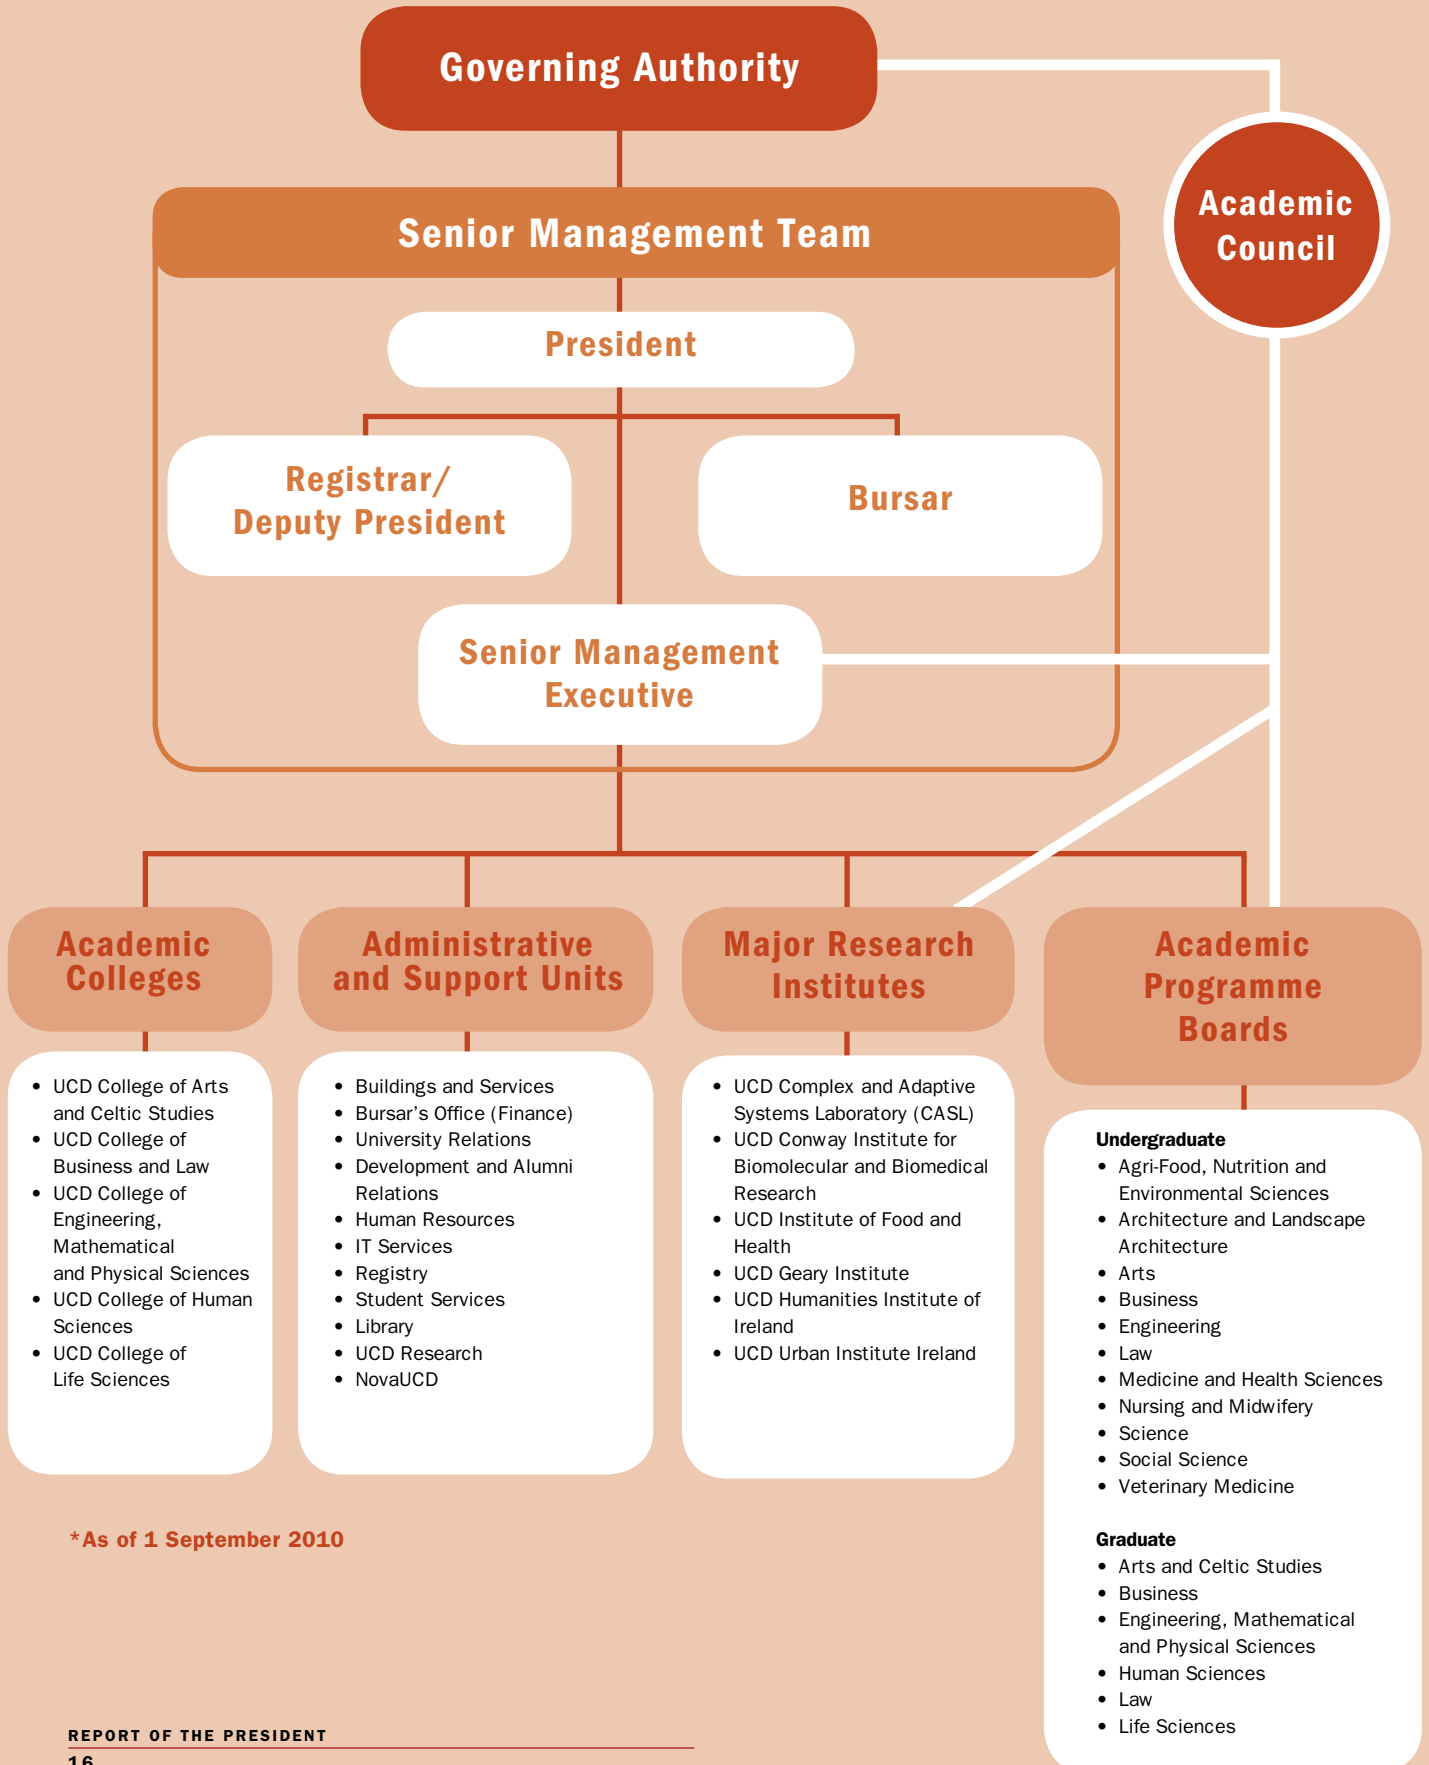 Governing Authority
Academic
Council
Senior Management Team
President
Registrar/
Deputy President
Bursar
Senior Management
Executive
Academic
Colleges
• UCD College of Arts
and Celtic Studies
• UCD College of
Business and Law
• UCD College of
Engineering,
Mathematical
and Physical Sciences
• UCD College of Human
Sciences
• UCD College of
Life Sciences
Administrative
and Support Units
• Buildings and Services
• Bursar's Office (Finance)
• University Relations
• Development and Alumni
Relations
• Human Resources
• IT Services
• Registry
• Student Services
• Library
• UCD Research
• NovaUCD
Major Research
Institutes
• UCD Complex and Adaptive
Systems Laboratory (CASL)
• UCD Conway Institute for
Biomolecular and Biomedical
Research
• UCD Institute of Food and
Health
• UCD Geary Institute
• UCD Humanities Institute of
Ireland
• UCD Urban Institute Ireland
Academic
Programme
Boards
Undergraduate
• Agri-Food, Nutrition and
Environmental Sciences
• Architecture and Landscape
Architecture
• Arts
• Business
• Engineering
• Law
• Medicine and Health Sciences
• Nursing and Midwifery
• Science
• Social Science
• Veterinary Medicine
Graduate
• Arts and Celtic Studies
• Business
• Engineering, Mathematical
and Physical Sciences
• Human Sciences
• Law
• Life Sciences
*As of 1 September 2010
REPORT OF THE PRESIDENT
16